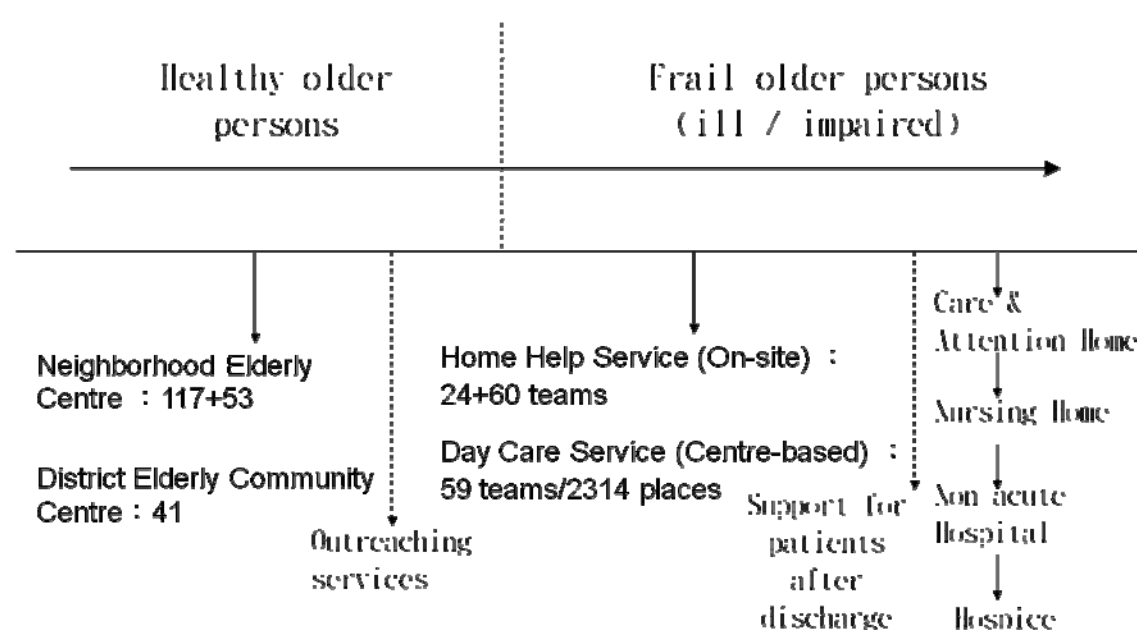 Healthy older
persons
Frail older persons
(ill / impaired)
Neighborhood Elderly
Centre : 117+53
District Elderly Community
Centre : 41
Outreaching
services
Home Help Service (On-site) :
24+60 teams
Day Care Service (Centre-based) :
59 teams/2314 places
Support for
patients
after
discharge
Care &
Attention Home
Nursing Home
Non acute
Hospital
Hospice